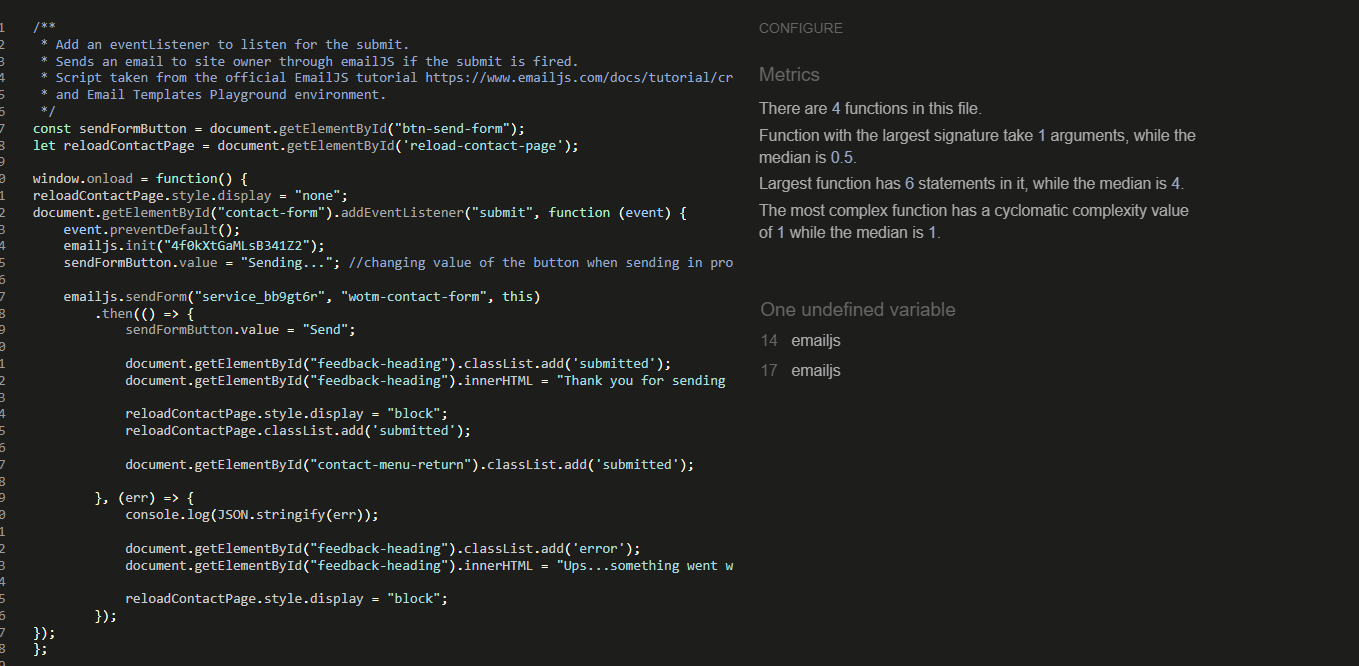 1 /**
2 * Add an eventListener to listen for the submit.
3 * Sends an email to site owner through emailJS if the submit is fired.
4 * Script taken from the official EmailJS tutorial https://www.emailjs.com/docs/tutorial/cr
5 * and Email Templates Playground environment.
6 */
7 const sendFormButton = document.getElementById("btn-send-form");
8 let reloadContactPage = document.getElementById('reload-contact-page');
9
0 window.onload = function() {
1 reloadContactPage.style.display = "none";
2 document.getElementById("contact-form").addEventListener("submit", function (event) {
3 event.preventDefault();
4 emailjs.init("4f0kXtGaMLsB341Z2");
5 sendFormButton.value = "Sending..."; //changing value of the button when sending in pro
6
7 emailjs.sendForm("service_bb9gt6r", "wotm-contact-form", this)
8 .then(() => {
9 sendFormButton.value = "Send";
0
1 document.getElementById("feedback-heading").classList.add('submitted');
2 document.getElementById("feedback-heading").innerHTML = "Thank you for sending
3
4 reloadContactPage.style.display = "block";
5 reloadContactPage.classList.add('submitted');
6
7 document.getElementById("contact-menu-return").classList.add('submitted');
8
9 }, (err) => {
0 console.log(JSON.stringify(err));
1
2 document.getElementById("feedback-heading").classList.add('error');
3 document.getElementById("feedback-heading").innerHTML = "Ups...something went w
4
5 reloadContactPage.style.display = "block";
6 });
7 });
8 };
CONFIGURE
Metrics
There are 4 functions in this file.
Function with the largest signature take 1 arguments, while the
median is 0.5.
Largest function has 6 statements in it, while the median is 4.
The most complex function has a cyclomatic complexity value
of 1 while the median is 1.
One undefined variable
14 emailjs
17 emailjs